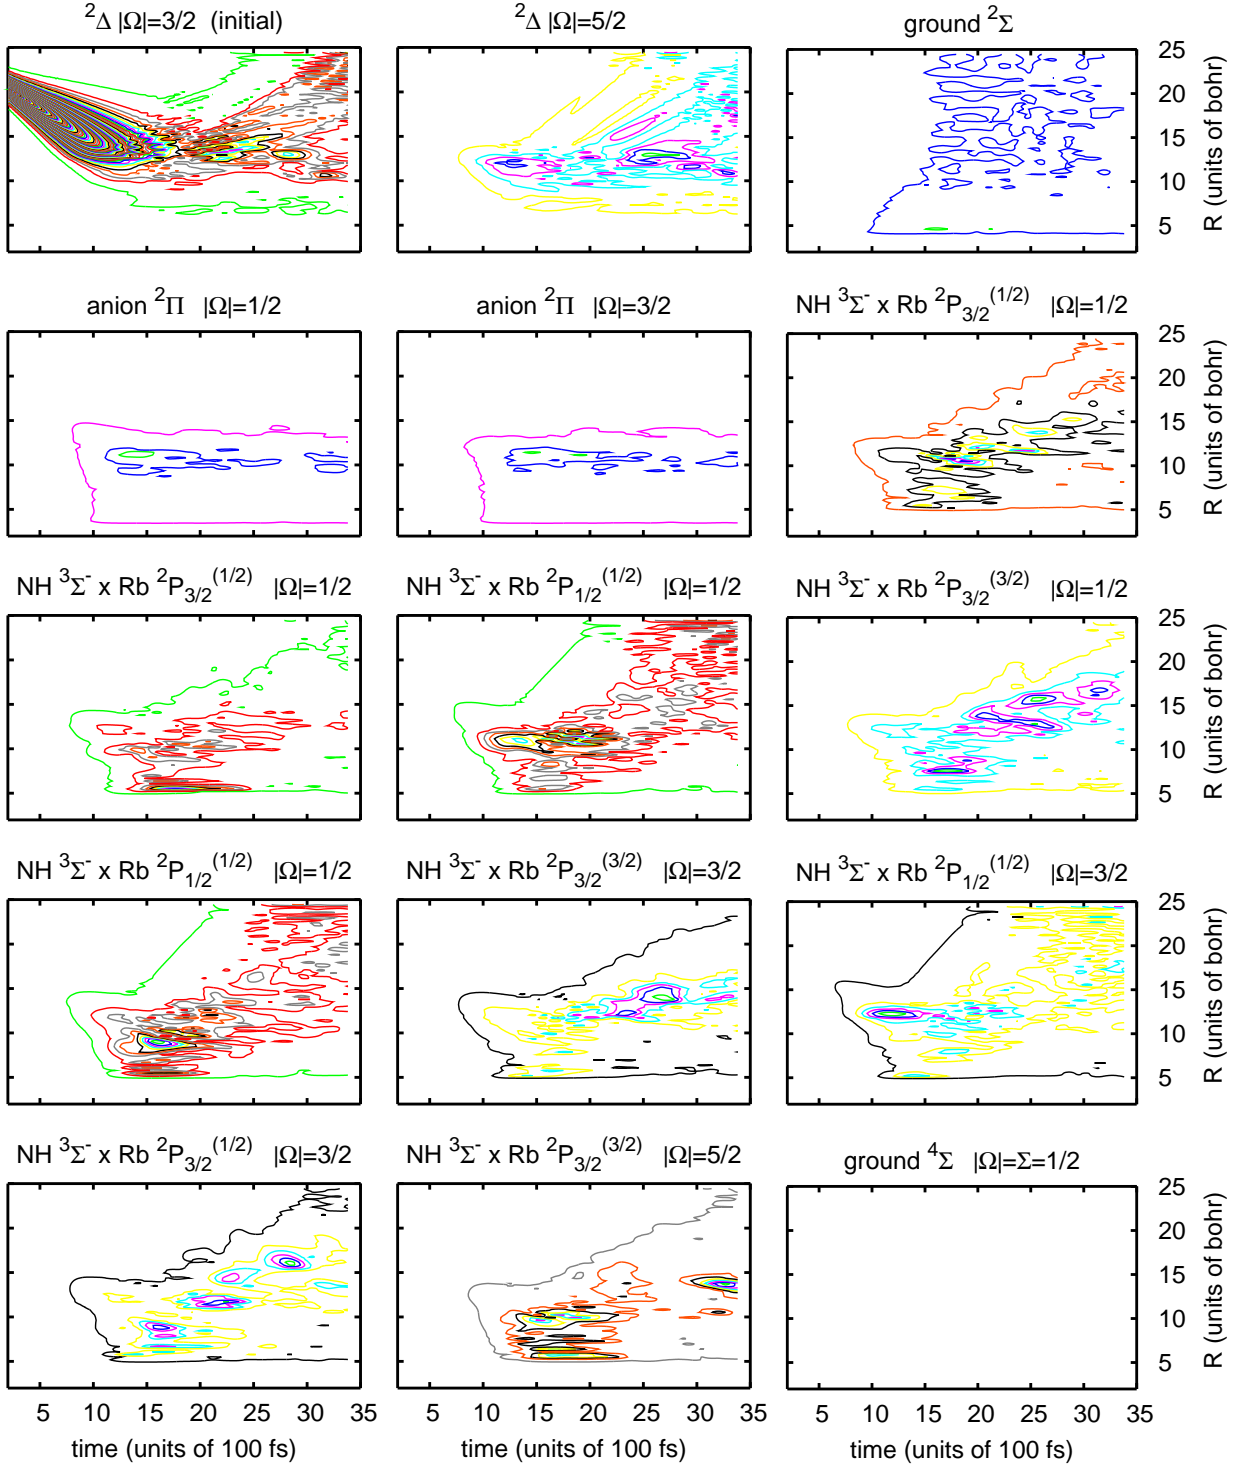 ²Δ |Ω|=3/2 (initial)
²Δ |Ω|=5/2
ground ²Σ
25
20
15
10
5
R (units of bohr)
anion ²Π |Ω|=1/2
anion ²Π |Ω|=3/2
NH ³Σ⁻ x Rb ²P₃/₂⁽¹/²⁾ |Ω|=1/2
25
20
15
10
5
R (units of bohr)
NH ³Σ⁻ x Rb ²P₃/₂⁽¹/²⁾ |Ω|=1/2
NH ³Σ⁻ x Rb ²P₁/₂⁽¹/²⁾ |Ω|=1/2
NH ³Σ⁻ x Rb ²P₃/₂⁽³/²⁾ |Ω|=1/2
25
20
15
10
5
R (units of bohr)
NH ³Σ⁻ x Rb ²P₁/₂⁽¹/²⁾ |Ω|=1/2
NH ³Σ⁻ x Rb ²P₃/₂⁽³/²⁾ |Ω|=3/2
NH ³Σ⁻ x Rb ²P₁/₂⁽¹/²⁾ |Ω|=3/2
25
20
15
10
5
R (units of bohr)
NH ³Σ⁻ x Rb ²P₃/₂⁽¹/²⁾ |Ω|=3/2
NH ³Σ⁻ x Rb ²P₃/₂⁽³/²⁾ |Ω|=5/2
ground ⁴Σ |Ω|=Σ=1/2
25
20
15
10
5
R (units of bohr)
5 10 15 20 25 30 35
5 10 15 20 25 30 35
5 10 15 20 25 30 35
time (units of 100 fs)
time (units of 100 fs)
time (units of 100 fs)